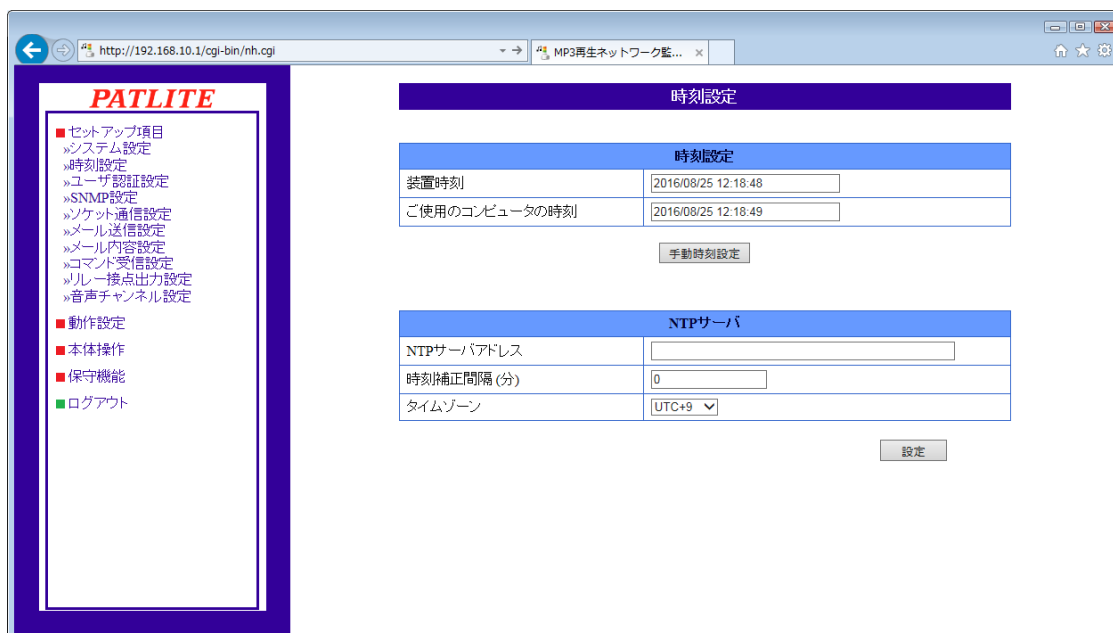 http://192.168.10.1/cgi-bin/nh.cgi
MP3再生ネットワーク監...
PATLITE
セットアップ項目
»システム設定
»時刻設定
»ユーザ認証設定
»SNMP設定
»ソケット通信設定
»メール送信設定
»メール内容設定
»コマンド受信設定
»リレー接点出力設定
»音声チャンネル設定
動作設定
本体操作
保守機能
ログアウト
時刻設定
時刻設定
装置時刻 2016/08/25 12:18:48
ご使用のコンピュータの時刻 2016/08/25 12:18:49
手動時刻設定
NTPサーバ
NTPサーバアドレス
時刻補正間隔 (分) 0
タイムゾーン UTC+9
設定